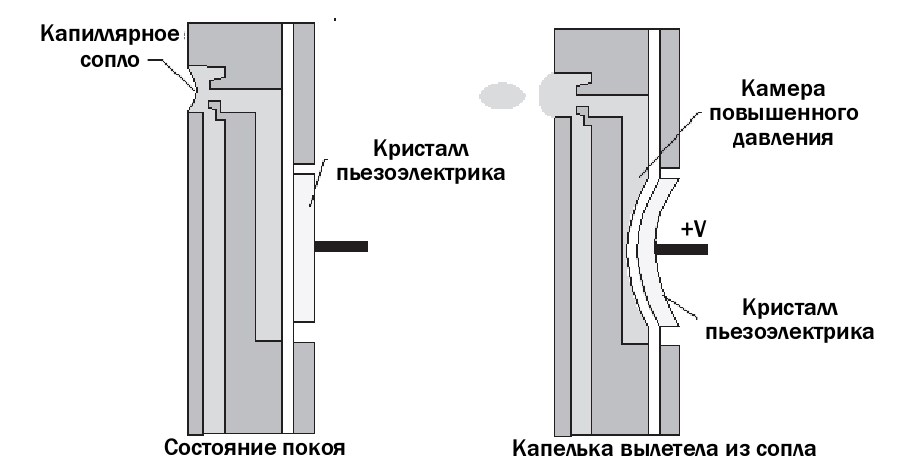 Капиллярное
сопло
Кристалл
пьезоэлектрика
Состояние покоя
Камера
повышенного
давления
+V
Кристалл
пьезоэлектрика
Капелька вылетела из сопла